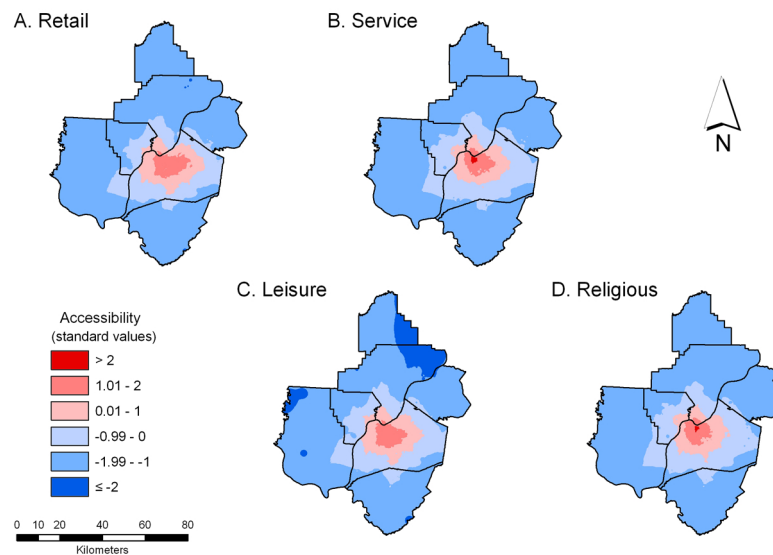 A. Retail
B. Service
N
C. Leisure
D. Religious
Accessibility
(standard values)
> 2
1.01 - 2
0.01 - 1
-0.99 - 0
-1.99 - -1
≤ -2
0 10 20 40 60 80
Kilometers